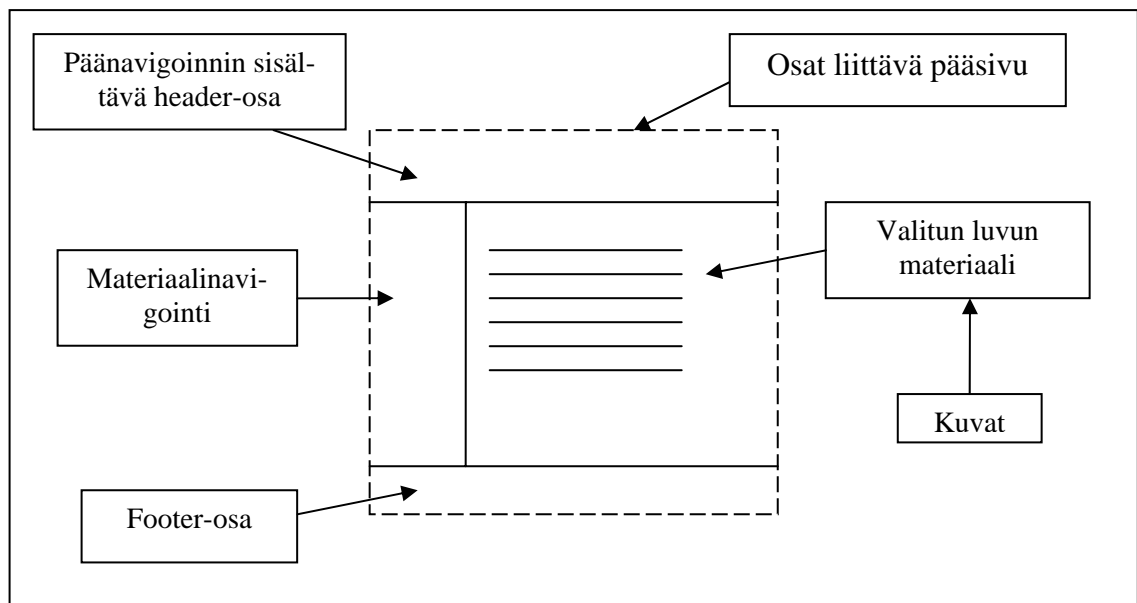 Päänavigoinnin sisäl-
tävä header-osa
Osat liittävä pääsivu
Valitun luvun
materiaali
Materiaalinavi-
gointi
Kuvat
Footer-osa